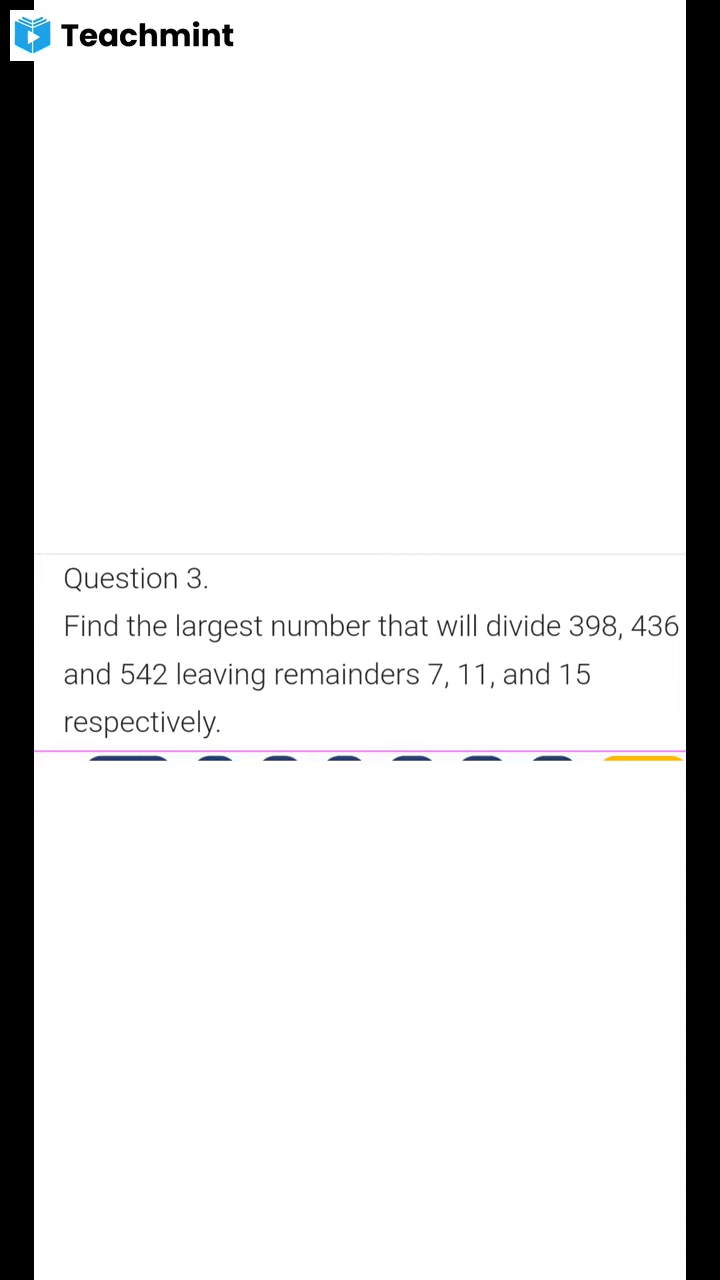 Teachmint
Question 3.
Find the largest number that will divide 398, 436
and 542 leaving remainders 7, 11, and 15
respectively.